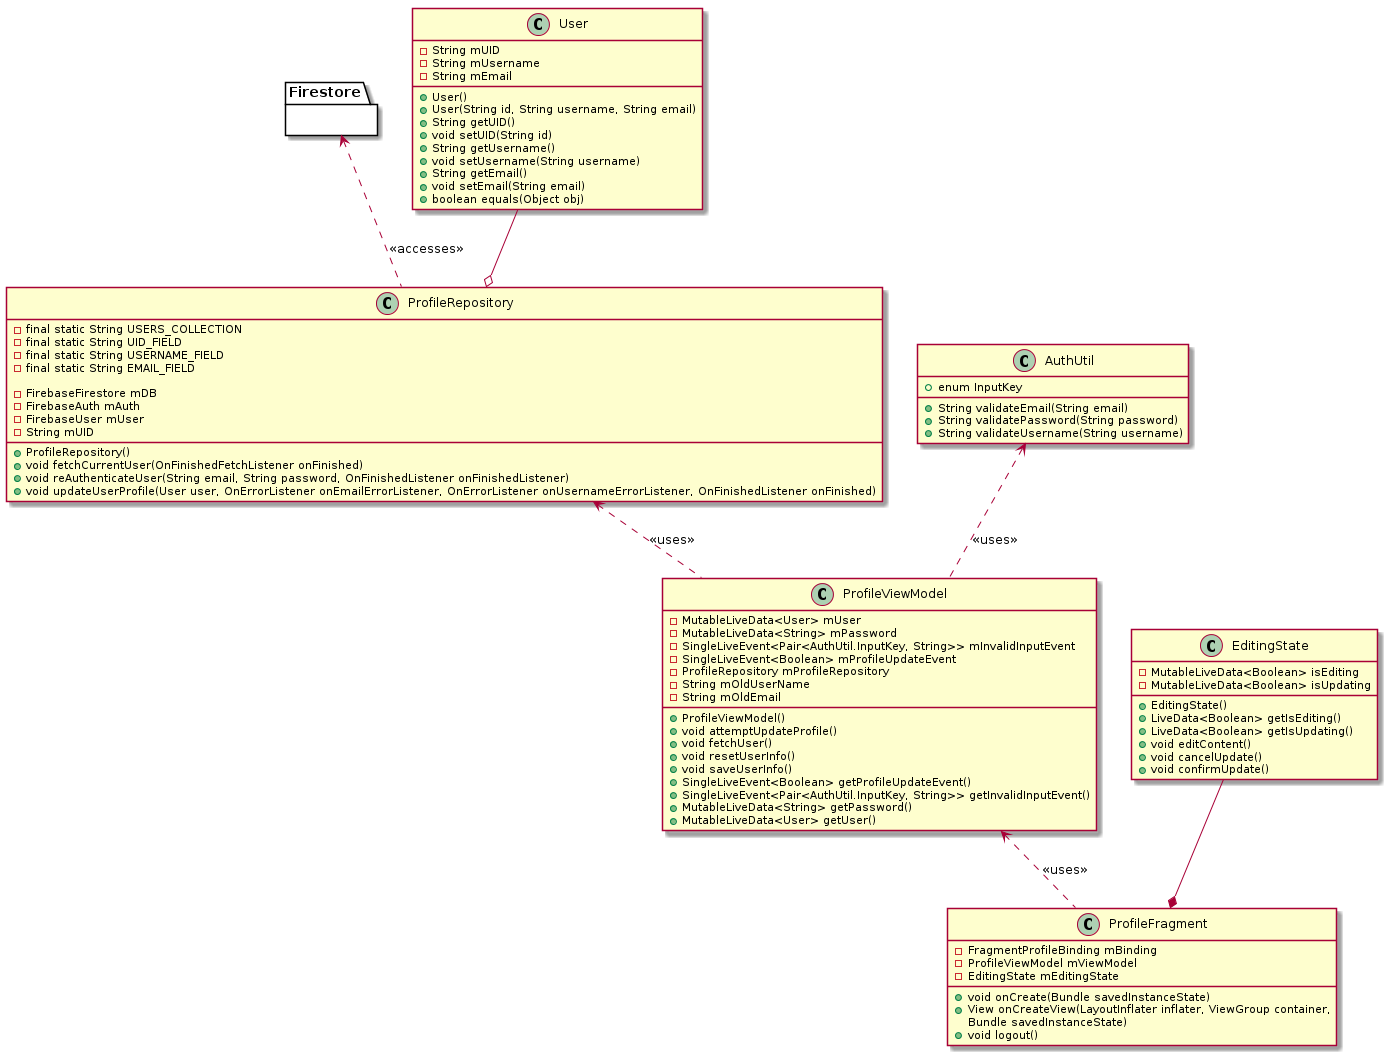 C User
String mUID
String mUsername
String mEmail
User()
User(String id, String username, String email)
String getUID()
void setUID(String id)
String getUsername()
void setUsername(String username)
String getEmail()
void setEmail(String email)
boolean equals(Object obj)
Firestore
«accesses»
C ProfileRepository
final static String USERS_COLLECTION
final static String UID_FIELD
final static String USERNAME_FIELD
final static String EMAIL_FIELD
FirebaseFirestore mDB
FirebaseAuth mAuth
FirebaseUser mUser
String mUID
ProfileRepository()
void fetchCurrentUser(OnFinishedFetchListener onFinished)
void reAuthenticateUser(String email, String password, OnFinishedListener onFinishedListener)
void updateUserProfile(User user, OnErrorListener onEmailErrorListener, OnErrorListener onUsernameErrorListener, OnFinishedListener onFinished)
C AuthUtil
enum InputKey
String validateEmail(String email)
String validatePassword(String password)
String validateUsername(String username)
«uses»
«uses»
C ProfileViewModel
MutableLiveData<User> mUser
MutableLiveData<String> mPassword
SingleLiveEvent<Pair<AuthUtil.InputKey, String>> mInvalidInputEvent
SingleLiveEvent<Boolean> mProfileUpdateEvent
ProfileRepository mProfileRepository
String mOldUserName
String mOldEmail
ProfileViewModel()
void attemptUpdateProfile()
void fetchUser()
void resetUserInfo()
void saveUserInfo()
SingleLiveEvent<Boolean> getProfileUpdateEvent()
SingleLiveEvent<Pair<AuthUtil.InputKey, String>> getInvalidInputEvent()
MutableLiveData<String> getPassword()
MutableLiveData<User> getUser()
C EditingState
MutableLiveData<Boolean> isEditing
MutableLiveData<Boolean> isUpdating
EditingState()
LiveData<Boolean> getIsEditing()
LiveData<Boolean> getIsUpdating()
void editContent()
void cancelUpdate()
void confirmUpdate()
«uses»
C ProfileFragment
FragmentProfileBinding mBinding
ProfileViewModel mViewModel
EditingState mEditingState
void onCreate(Bundle savedInstanceState)
View onCreateView(LayoutInflater inflater, ViewGroup container,
Bundle savedInstanceState)
void logout()